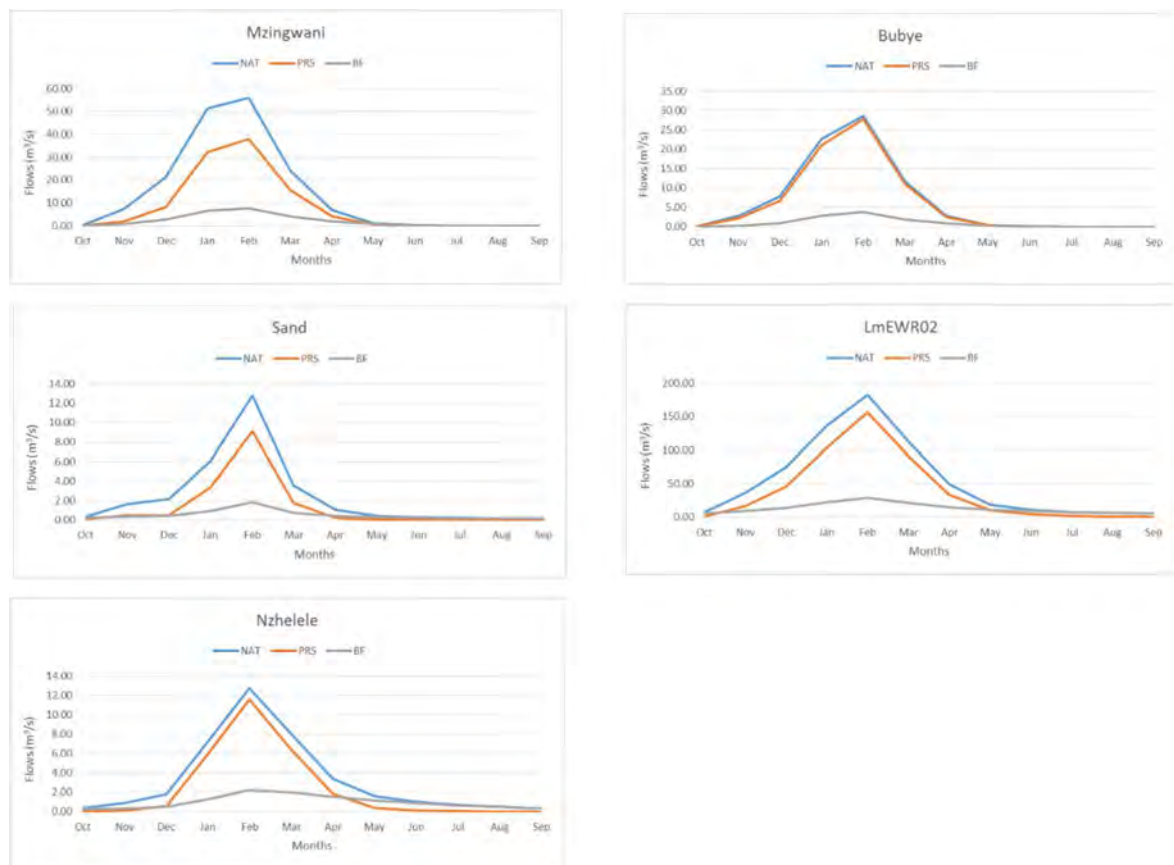 Mzingwani
NAT PRS BF
Flows (m³/s)
60.00
50.00
40.00
30.00
20.00
10.00
0.00
Oct Nov Dec Jan Feb Mar Apr May Jun Jul Aug Sep
Months
Bubye
NAT PRS BF
Flows (m³/s)
35.00
30.00
25.00
20.00
15.00
10.00
5.00
0.00
Oct Nov Dec Jan Feb Mar Apr May Jun Jul Aug Sep
Months
Sand
NAT PRS BF
Flows (m³/s)
14.00
12.00
10.00
8.00
6.00
4.00
2.00
0.00
Oct Nov Dec Jan Feb Mar Apr May Jun Jul Aug Sep
Months
LmEWR02
NAT PRS BF
Flows (m³/s)
200.00
150.00
100.00
50.00
0.00
Oct Nov Dec Jan Feb Mar Apr May Jun Jul Aug Sep
Months
Nzhelele
NAT PRS BF
Flows (m³/s)
14.00
12.00
10.00
8.00
6.00
4.00
2.00
0.00
Oct Nov Dec Jan Feb Mar Apr May Jun Jul Aug Sep
Months